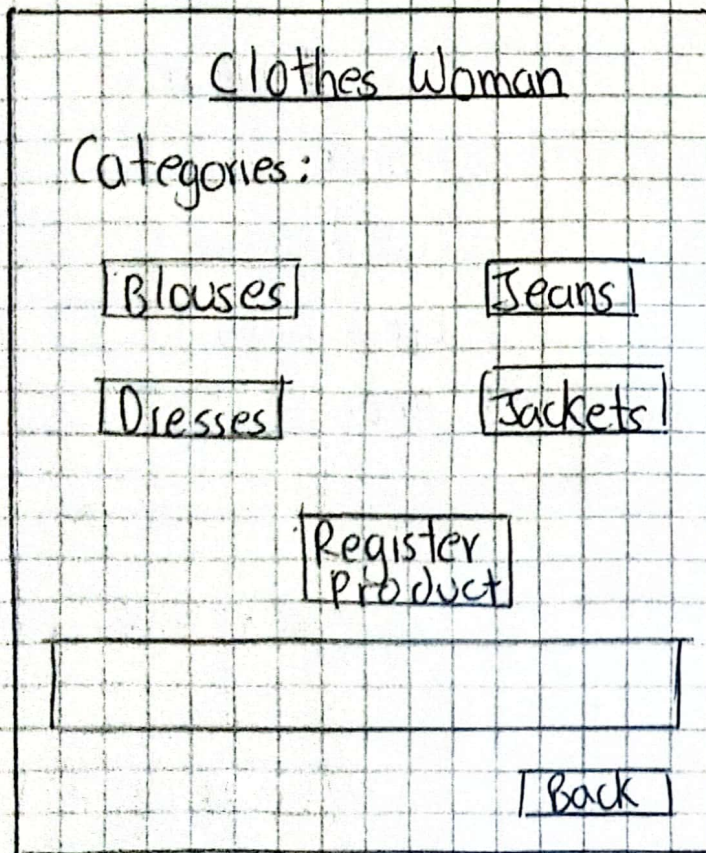 Clothes Woman
Categories:
Blouses
Jeans
Dresses
Jackets
Register
Product
Back